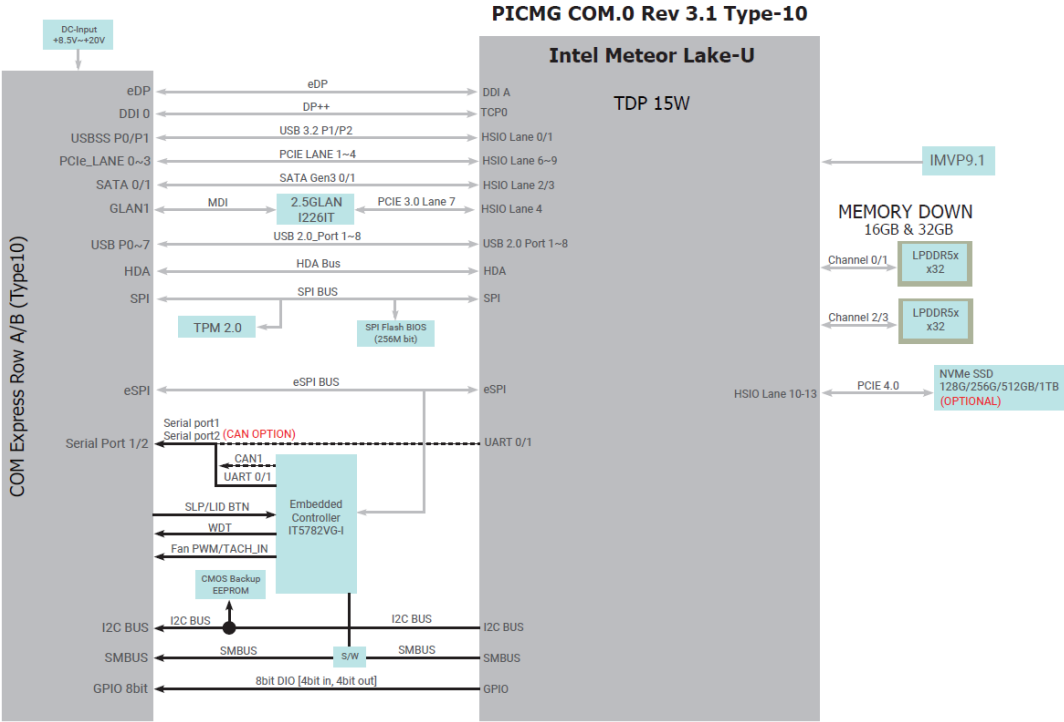 PICMG COM.0 Rev 3.1 Type-10
DC-Input
+8.5V~+20V
Intel Meteor Lake-U
TDP 15W
COM Express Row A/B (Type10)
eDP
eDP
DDI A
DDI 0
DP++
TCP0
USBSS P0/P1
USB 3.2 P1/P2
HSIO Lane 0/1
PCIe_LANE 0~3
PCIE LANE 1~4
HSIO Lane 6~9
SATA 0/1
SATA Gen3 0/1
HSIO Lane 2/3
GLAN1
MDI
2.5GLAN
I226IT
PCIE 3.0 Lane 7
HSIO Lane 4
USB P0~7
USB 2.0_Port 1~8
USB 2.0 Port 1~8
HDA
HDA Bus
HDA
SPI
SPI BUS
SPI
TPM 2.0
SPI Flash BIOS
(256M bit)
eSPI
eSPI BUS
eSPI
Serial port1
Serial port2 (CAN OPTION)
Serial Port 1/2
UART 0/1
CAN1
UART 0/1
Embedded
Controller
IT5782VG-I
SLP/LID BTN
WDT
Fan PWM/TACH_IN
CMOS Backup
EEPROM
I2C BUS
I2C BUS
I2C BUS
I2C BUS
SMBUS
SMBUS
S/W
SMBUS
SMBUS
GPIO 8bit
8bit DIO [4bit in, 4bit out]
GPIO
IMVP9.1
MEMORY DOWN
16GB & 32GB
Channel 0/1
LPDDR5x
x32
Channel 2/3
LPDDR5x
x32
HSIO Lane 10-13
PCIE 4.0
NVMe SSD
128G/256G/512GB/1TB
(OPTIONAL)